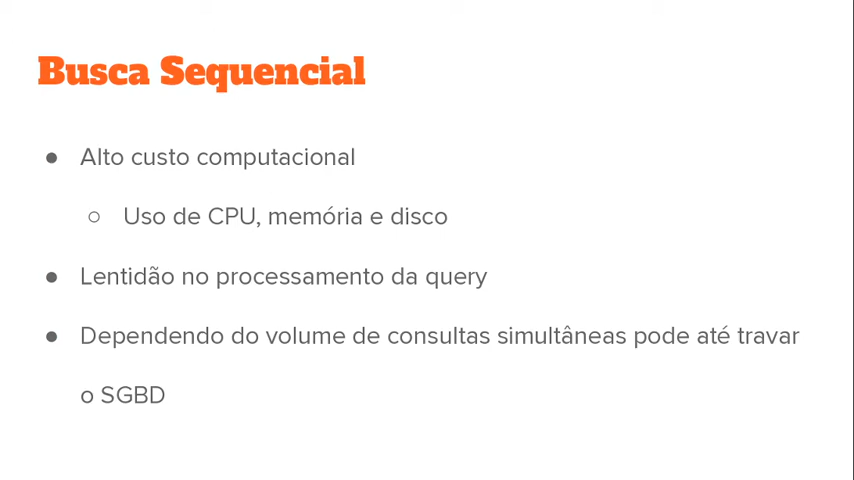 Busca Sequencial
● Alto custo computacional
○ Uso de CPU, memória e disco
● Lentidão no processamento da query
● Dependendo do volume de consultas simultâneas pode até travar
o SGBD